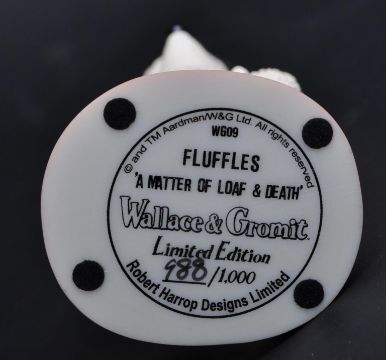 © and TM Aardman/W&G Ltd. All rights reserved
WG09
FLUFFLES
'A MATTER OF LOAF & DEATH'
Wallace & Gromit
Limited Edition
988/1,000
Robert Harrop Designs Limited